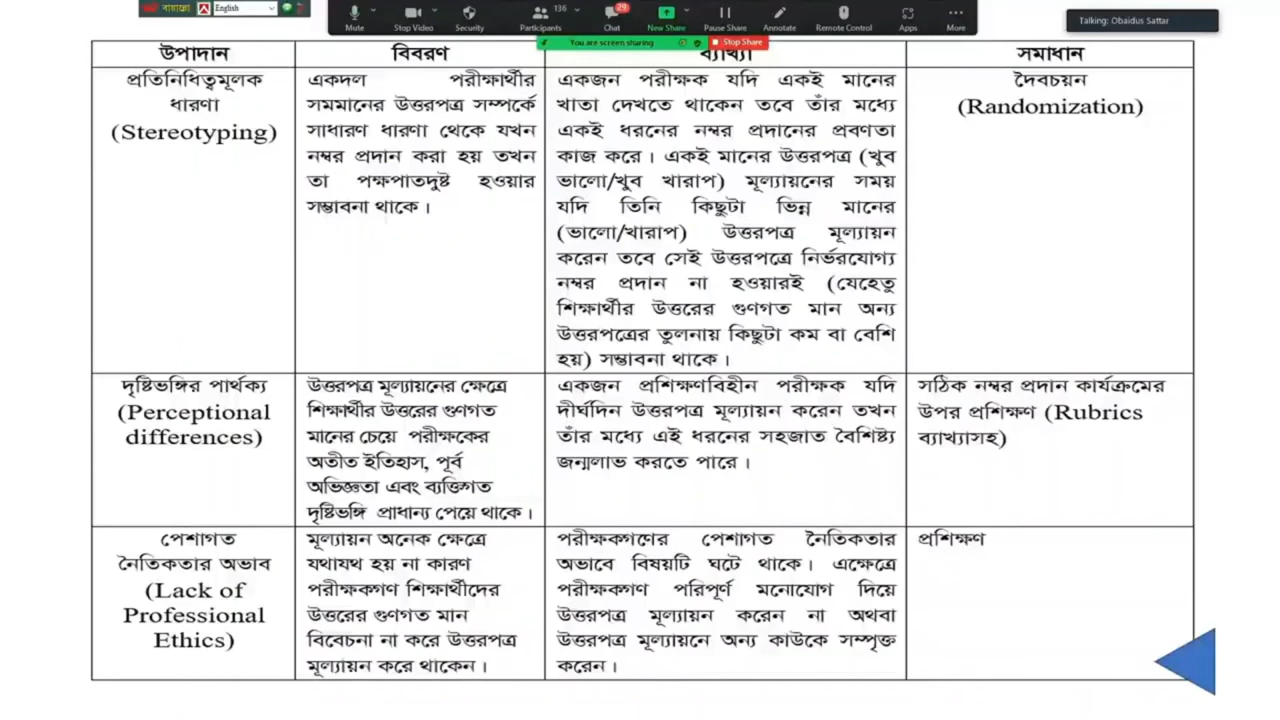 English
136
29
Mute
Stop Video
Security
Participants
Chat
New Share
Pause Share
Annotate
Remote Control
Apps
More
Talking: Obaidus Sattar
You are screen sharing
Stop Share
উপাদান
বিবরণ
ব্যাখ্যা
সমাধান
প্রতিনিধিত্বমূলক
ধারণা
(Stereotyping)
একদল পরীক্ষার্থীর
সমমানের উত্তরপত্র সম্পর্কে
সাধারণ ধারণা থেকে যখন
নম্বর প্রদান করা হয় তখন
তা পক্ষপাতদুষ্ট হওয়ার
সম্ভাবনা থাকে।
একজন পরীক্ষক যদি একই মানের
খাতা দেখতে থাকেন তবে তাঁর মধ্যে
একই ধরনের নম্বর প্রদানের প্রবণতা
কাজ করে। একই মানের উত্তরপত্র (খুব
ভালো/খুব খারাপ) মূল্যায়নের সময়
যদি তিনি কিছুটা ভিন্ন মানের
(ভালো/খারাপ) উত্তরপত্র মূল্যায়ন
করেন তবে সেই উত্তরপত্রে নির্ভরযোগ্য
নম্বর প্রদান না হওয়ারই (যেহেতু
শিক্ষার্থীর উত্তরের গুণগত মান অন্য
উত্তরপত্রের তুলনায় কিছুটা কম বা বেশি
হয়) সম্ভাবনা থাকে।
দৈবচয়ন
(Randomization)
দৃষ্টিভঙ্গির পার্থক্য
(Perceptional
differences)
উত্তরপত্র মূল্যায়নের ক্ষেত্রে
শিক্ষার্থীর উত্তরের গুণগত
মানের চেয়ে পরীক্ষকের
অতীত ইতিহাস, পূর্ব
অভিজ্ঞতা এবং ব্যক্তিগত
দৃষ্টিভঙ্গি প্রাধান্য পেয়ে থাকে।
একজন প্রশিক্ষণবিহীন পরীক্ষক যদি
দীর্ঘদিন উত্তরপত্র মূল্যায়ন করেন তখন
তাঁর মধ্যে এই ধরনের সহজাত বৈশিষ্ট্য
জন্মলাভ করতে পারে।
সঠিক নম্বর প্রদান কার্যক্রমের
উপর প্রশিক্ষণ (Rubrics
ব্যাখ্যাসহ)
পেশাগত
নৈতিকতার অভাব
(Lack of
Professional
Ethics)
মূল্যায়ন অনেক ক্ষেত্রে
যথাযথ হয় না কারণ
পরীক্ষকগণ শিক্ষার্থীদের
উত্তরের গুণগত মান
বিবেচনা না করে উত্তরপত্র
মূল্যায়ন করে থাকেন।
পরীক্ষকগণের পেশাগত নৈতিকতার
অভাবে বিষয়টি ঘটে থাকে। এক্ষেত্রে
পরীক্ষকগণ পরিপূর্ণ মনোযোগ দিয়ে
উত্তরপত্র মূল্যায়ন করেন না অথবা
উত্তরপত্র মূল্যায়নে অন্য কাউকে সম্পৃক্ত
করেন।
প্রশিক্ষণ